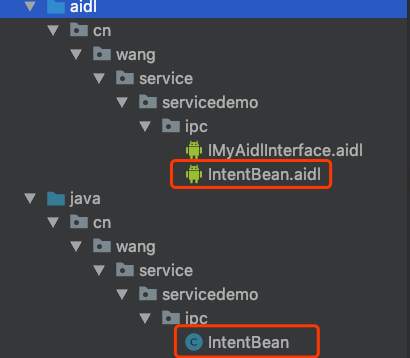 aidl
cn
wang
service
servicedemo
ipc
IMyAidlInterface.aidl
IntentBean.aidl
java
cn
wang
service
servicedemo
ipc
IntentBean